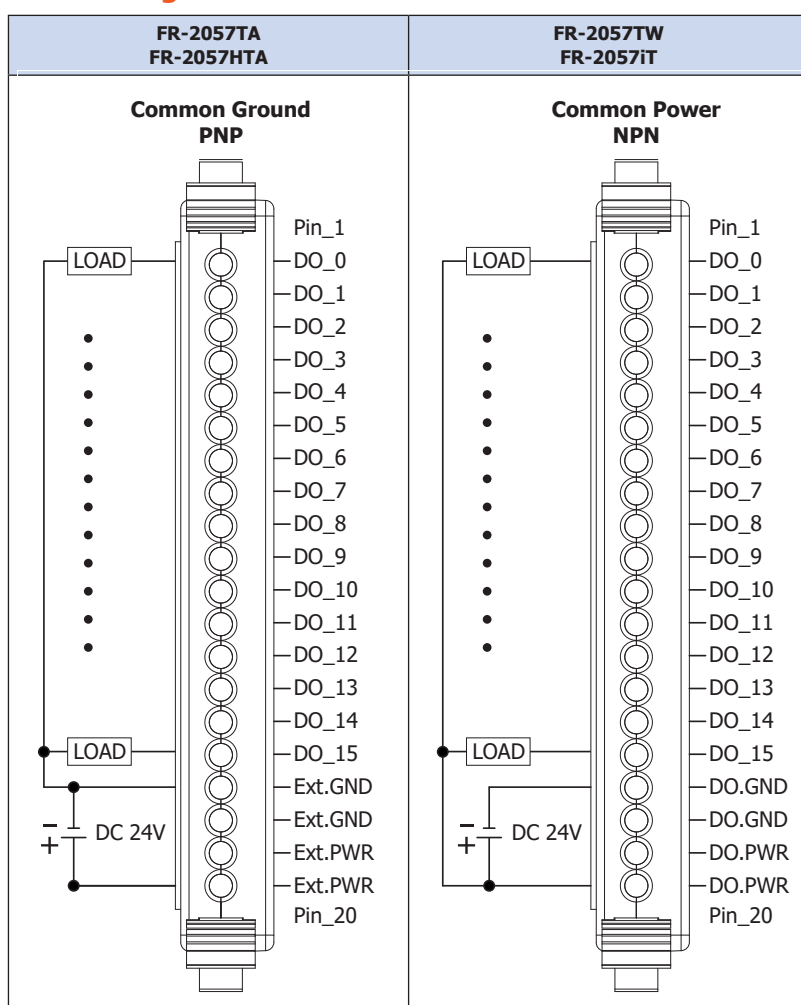 FR-2057TA
FR-2057HTA
FR-2057TW
FR-2057iT
Common Ground
PNP
Pin_1
LOAD
DO_0
DO_1
DO_2
DO_3
DO_4
DO_5
DO_6
DO_7
DO_8
DO_9
DO_10
DO_11
DO_12
DO_13
DO_14
LOAD
DO_15
Ext.GND
Ext.GND
– + DC 24V
Ext.PWR
Ext.PWR
Pin_20
Common Power
NPN
Pin_1
LOAD
DO_0
DO_1
DO_2
DO_3
DO_4
DO_5
DO_6
DO_7
DO_8
DO_9
DO_10
DO_11
DO_12
DO_13
DO_14
LOAD
DO_15
DO.GND
DO.GND
– + DC 24V
DO.PWR
DO.PWR
Pin_20